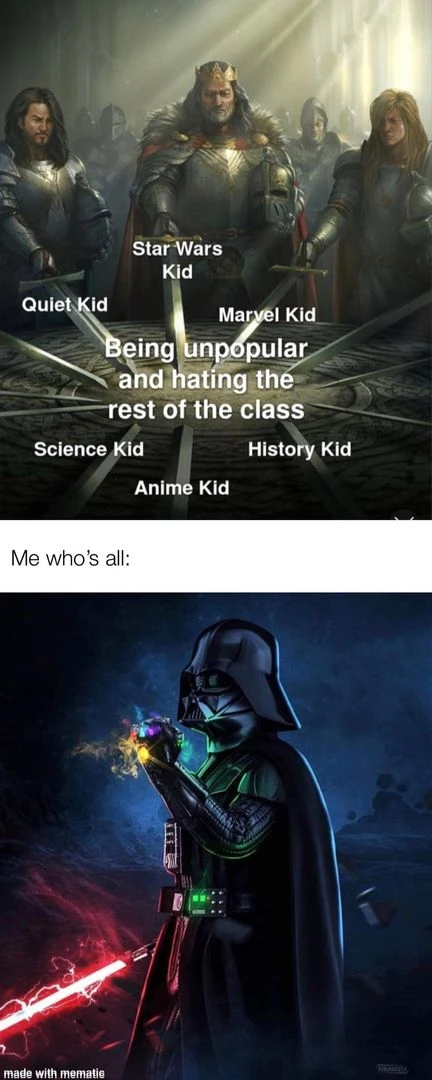 Star Wars
Kid
Quiet Kid
Marvel Kid
Being unpopular
and hating the
rest of the class
Science Kid
History Kid
Anime Kid
Me who’s all:
made with mematic